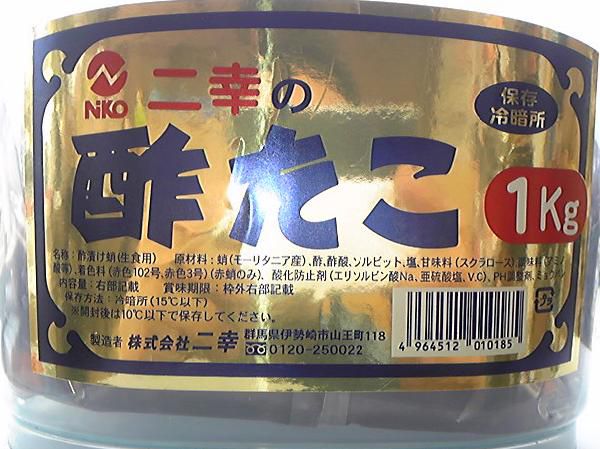 NiKO
二幸の
保存
冷暗所
酢たこ
1Kg
名称：酢漬け蛸(生食用)　原材料：蛸(モーリタニア産)､酢､酢酸､ソルビット､塩､甘味料(スクラロース)､調味料(アミノ
酸等)､着色料(赤色102号､赤色3号)(赤蛸のみ)､酸化防止剤(エリソルビン酸Na､亜硫酸塩､V.C)､PH調整剤､ミョウバン
内容量：右部記載　賞味期限：枠外右部記載
保存方法：冷暗所(15℃以下)
※開封後は10℃以下で保存してください。
製造者 株式会社 二幸 群馬県伊勢崎市山王町118
0120-250022
4 964512 010185